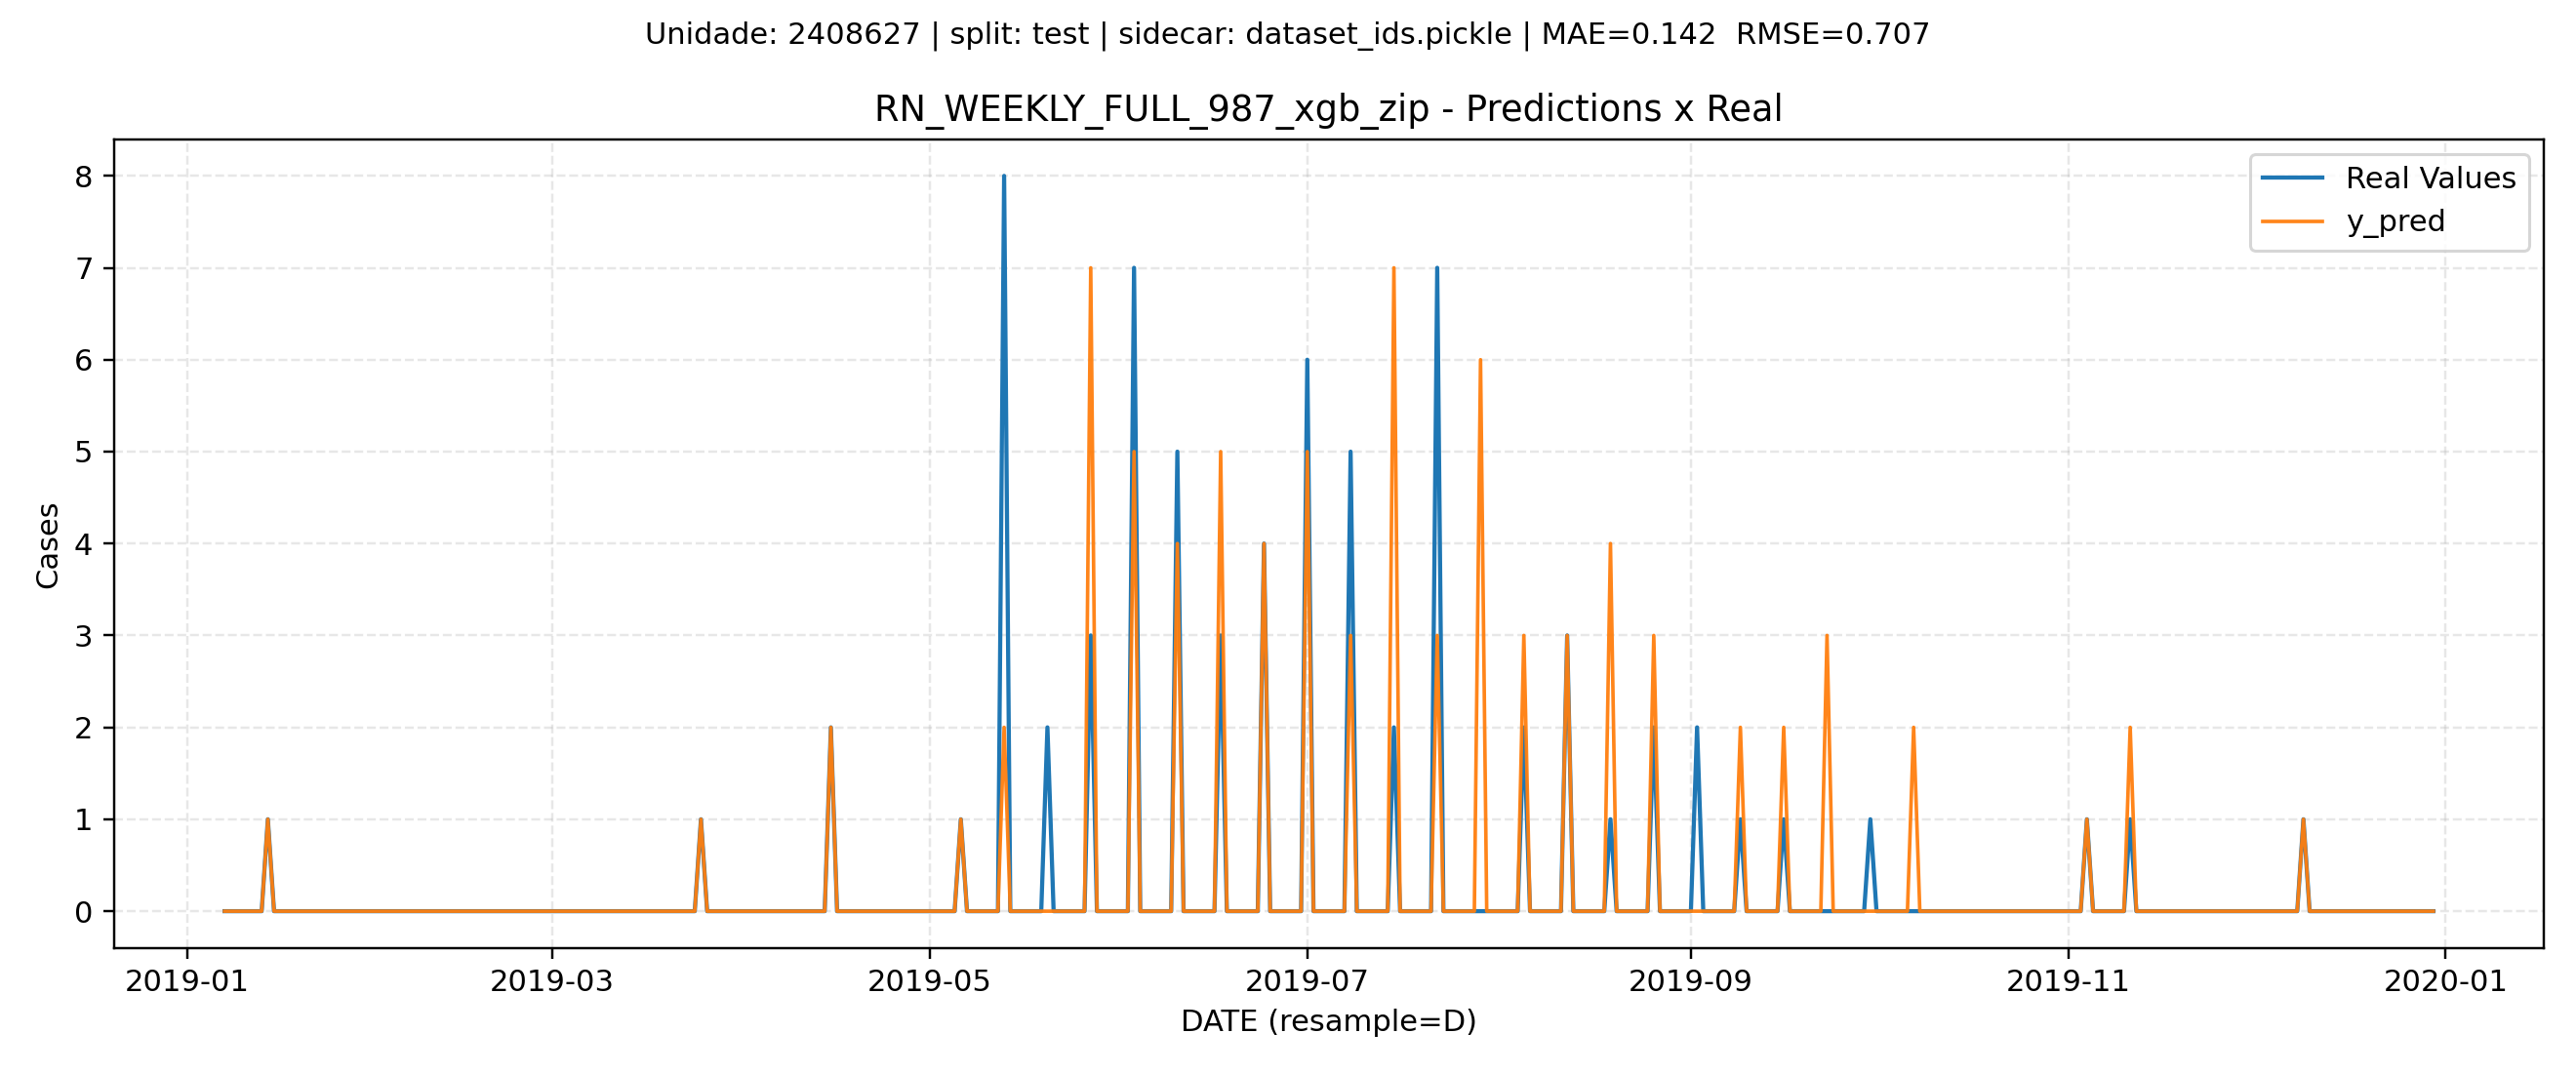 Unidade: 2408627 | split: test | sidecar: dataset_ids.pickle | MAE=0.142  RMSE=0.707
RN_WEEKLY_FULL_987_xgb_zip - Predictions x Real
Real Values
y_pred
8
7
6
5
4
3
2
1
0
Cases
2019-01
2019-03
2019-05
2019-07
2019-09
2019-11
2020-01
DATE (resample=D)